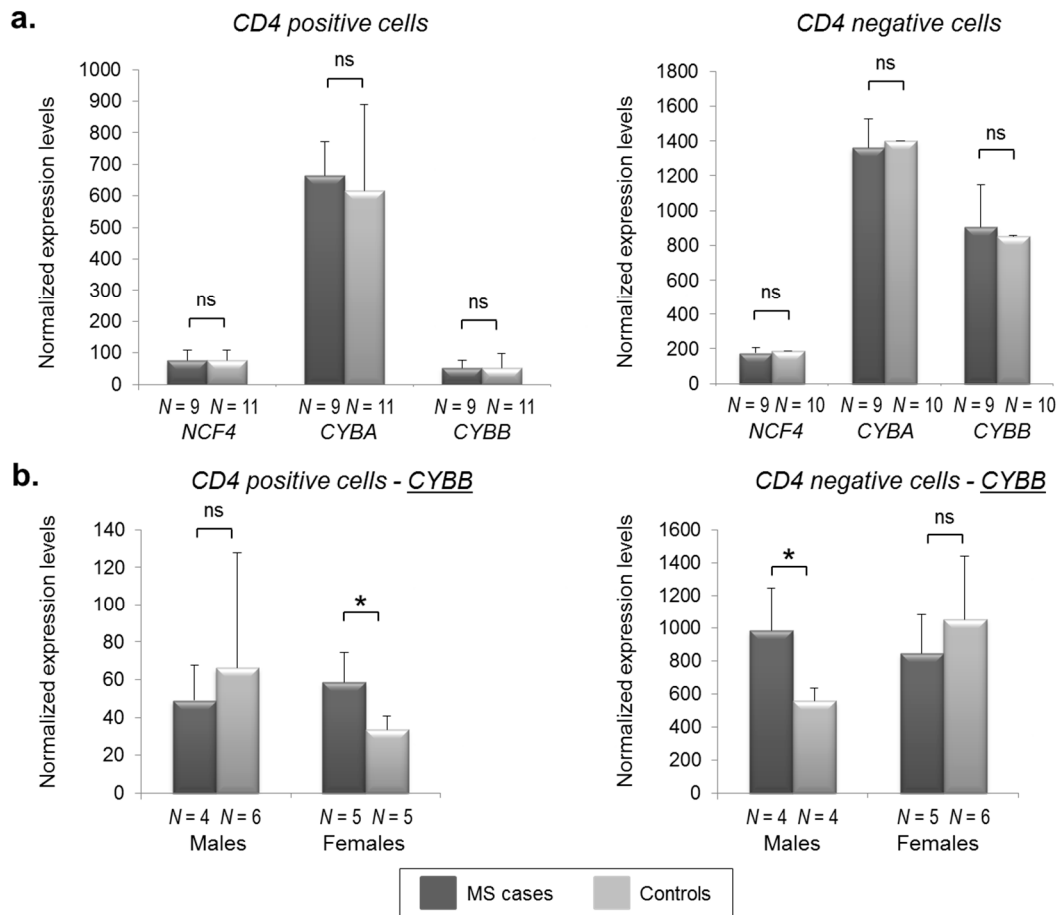 a.
CD4 positive cells
Normalized expression levels
1000
900
800
700
600
500
400
300
200
100
0
ns
ns
ns
N = 9 N = 11 N = 9 N = 11 N = 9 N = 11
NCF4 CYBA CYBB
CD4 negative cells
Normalized expression levels
1800
1600
1400
1200
1000
800
600
400
200
0
ns
ns
ns
N = 9 N = 10 N = 9 N = 10 N = 9 N = 10
NCF4 CYBA CYBB
b.
CD4 positive cells - CYBB
Normalized expression levels
140
120
100
80
60
40
20
0
ns
*
N = 4 N = 6 N = 5 N = 5
Males Females
CD4 negative cells - CYBB
Normalized expression levels
1600
1400
1200
1000
800
600
400
200
0
*
ns
N = 4 N = 4 N = 5 N = 6
Males Females
MS cases Controls